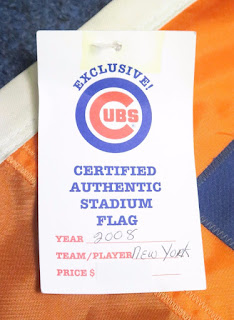 EXCLUSIVE!
CUBS
CERTIFIED
AUTHENTIC
STADIUM
FLAG
YEAR 2008
TEAM/PLAYER New York
PRICE $